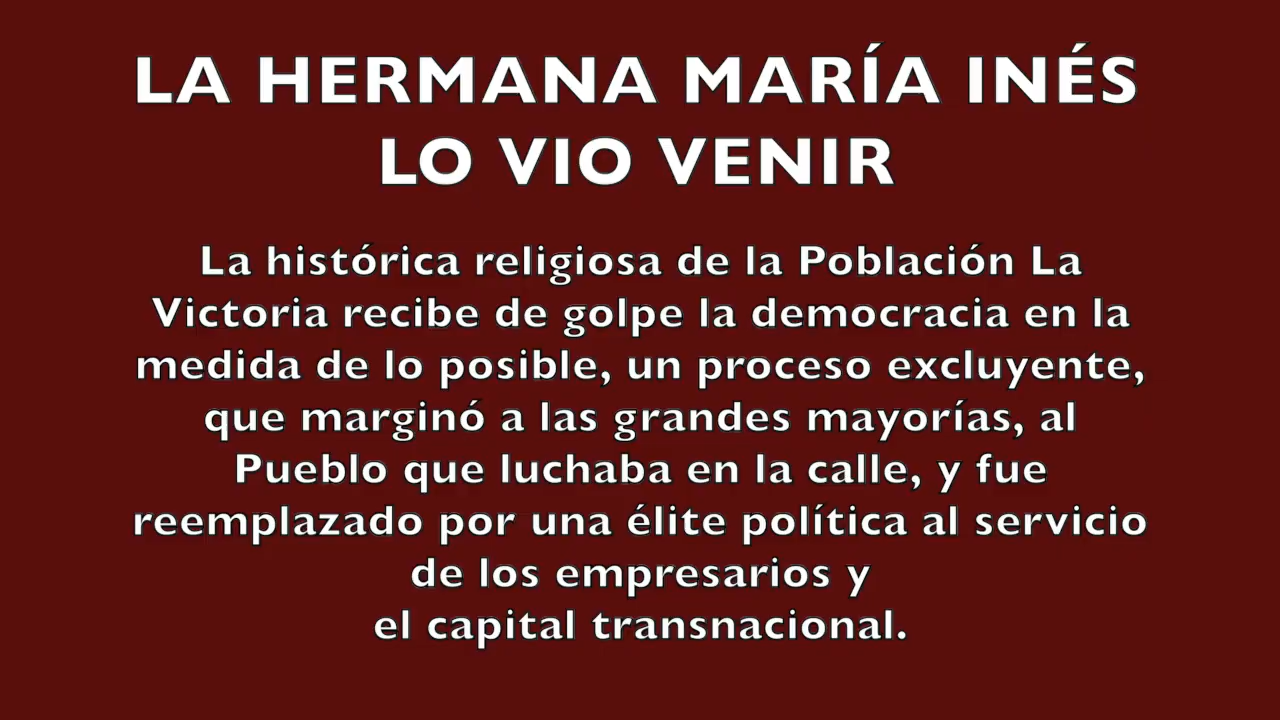 LA HERMANA MARÍA INÉS
LO VIO VENIR
La histórica religiosa de la Población La
Victoria recibe de golpe la democracia en la
medida de lo posible, un proceso excluyente,
que marginó a las grandes mayorías, al
Pueblo que luchaba en la calle, y fue
reemplazado por una élite política al servicio
de los empresarios y
el capital transnacional.